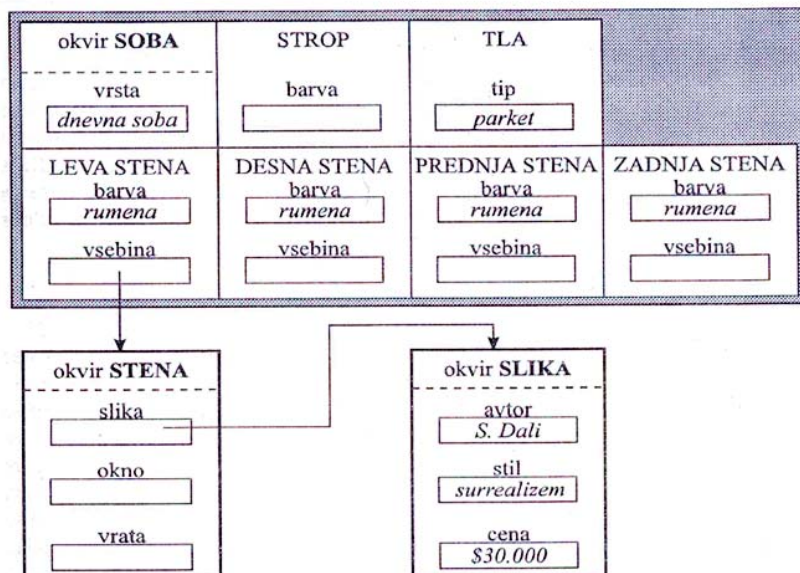 okvir SOBA
vrsta
dnevna soba
STROP
barva
TLA
tip
parket
LEVA STENA
barva
rumena
vsebina
DESNA STENA
barva
rumena
vsebina
PREDNJA STENA
barva
rumena
vsebina
ZADNJA STENA
barva
rumena
vsebina
okvir STENA
slika
okno
vrata
okvir SLIKA
avtor
S. Dali
stil
surrealizem
cena
$30.000